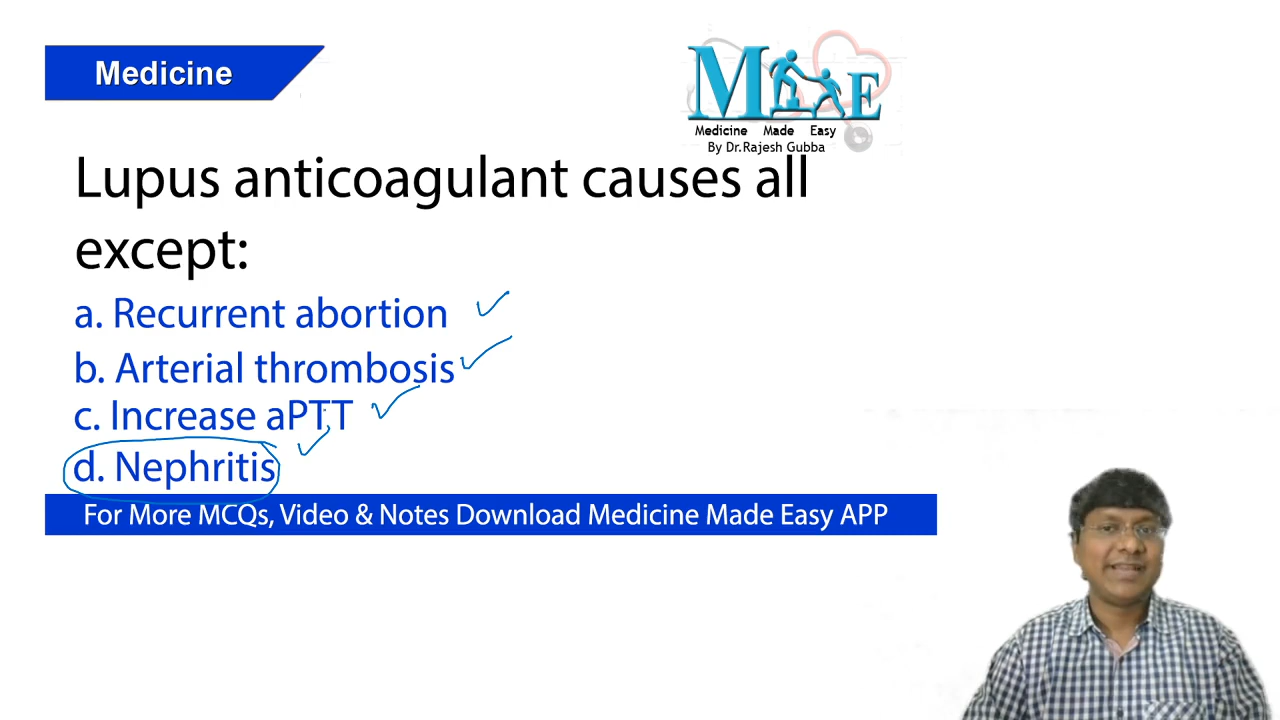 Medicine
M E
Medicine Made Easy
By Dr.Rajesh Gubba
Lupus anticoagulant causes all
except:
a. Recurrent abortion
b. Arterial thrombosis
c. Increase aPTT
d. Nephritis
For More MCQs, Video & Notes Download Medicine Made Easy APP